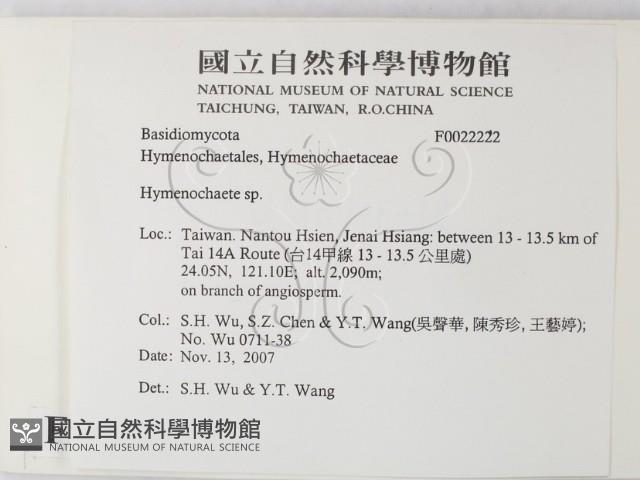 國立自然科學博物館
NATIONAL MUSEUM OF NATURAL SCIENCE
TAICHUNG, TAIWAN, R.O.CHINA
Basidiomycota F0022222
Hymenochaetales, Hymenochaetaceae
Hymenochaete sp.
Loc.: Taiwan. Nantou Hsien, Jenai Hsiang: between 13 - 13.5 km of
Tai 14A Route (台14甲線 13 - 13.5 公里處)
24.05N, 121.10E; alt. 2,090m;
on branch of angiosperm.
Col.: S.H. Wu, S.Z. Chen & Y.T. Wang(吳聲華, 陳秀珍, 王藝婷);
No. Wu 0711-38
Date: Nov. 13, 2007
Det.: S.H. Wu & Y.T. Wang
國立自然科學博物館
NATIONAL MUSEUM OF NATURAL SCIENCE